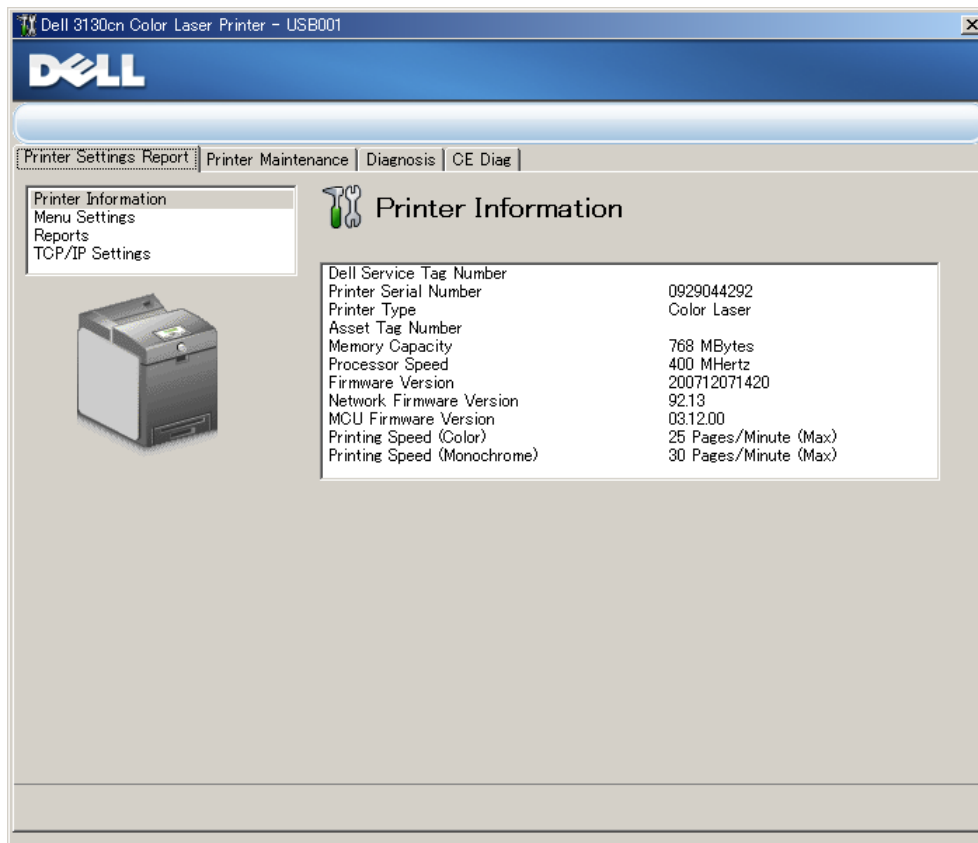 Dell 3130cn Color Laser Printer - USB001
DELL
Printer Settings Report Printer Maintenance Diagnosis CE Diag
Printer Information
Menu Settings
Reports
TCP/IP Settings
Printer Information
Dell Service Tag Number
Printer Serial Number 0929044292
Printer Type Color Laser
Asset Tag Number
Memory Capacity 768 MBytes
Processor Speed 400 MHertz
Firmware Version 200712071420
Network Firmware Version 92.13
MCU Firmware Version 03.12.00
Printing Speed (Color) 25 Pages/Minute (Max)
Printing Speed (Monochrome) 30 Pages/Minute (Max)